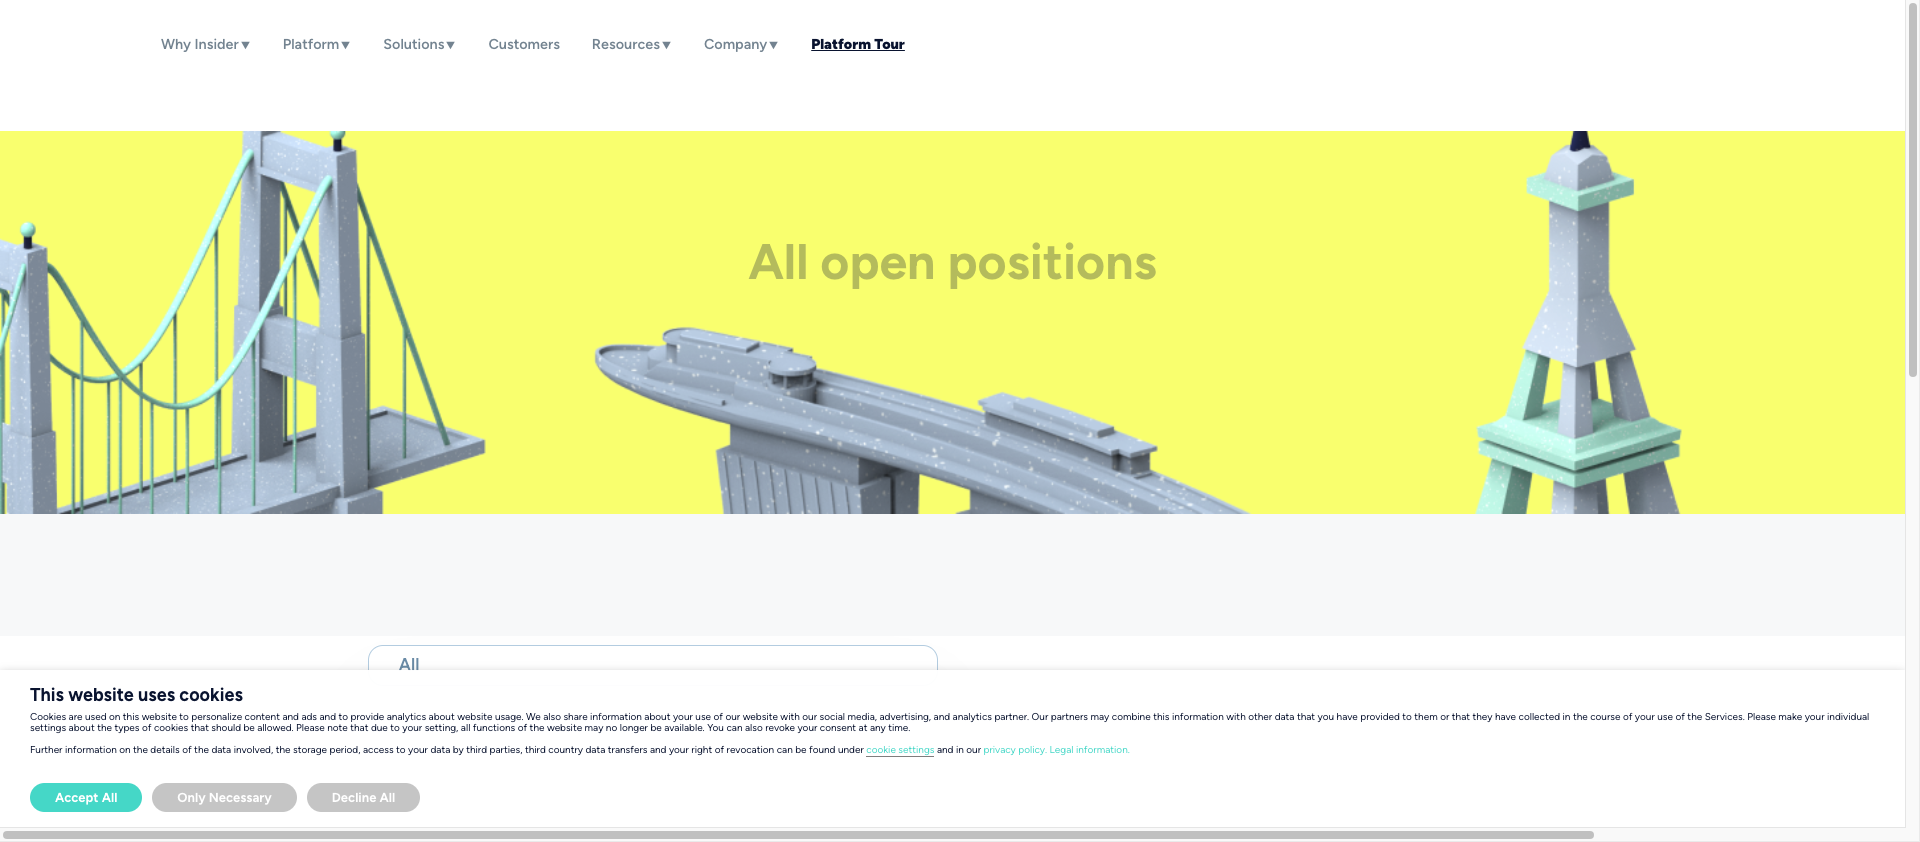 Why Insider▼ Platform▼ Solutions▼ Customers Resources▼ Company▼ Platform Tour
All open positions
All
This website uses cookies
Cookies are used on this website to personalize content and ads and to provide analytics about website usage. We also share information about your use of our website with our social media, advertising, and analytics partner. Our partners may combine this information with other data that you have provided to them or that they have collected in the course of your use of the Services. Please make your individual
settings about the types of cookies that should be allowed. Please note that due to your setting, all functions of the website may no longer be available. You can also revoke your consent at any time.
Further information on the details of the data involved, the storage period, access to your data by third parties, third country data transfers and your right of revocation can be found under cookie settings and in our privacy policy. Legal information.
Accept All Only Necessary Decline All